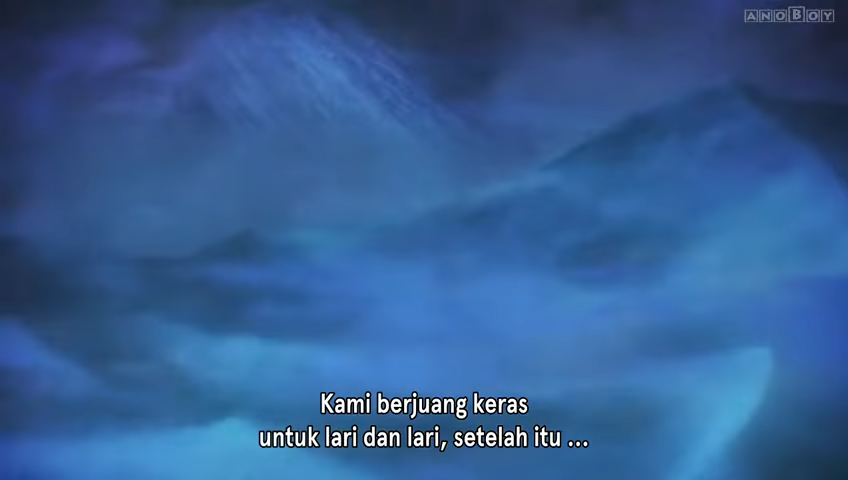 ANOBOY
Kami berjuang keras
untuk lari dan lari, setelah itu ...